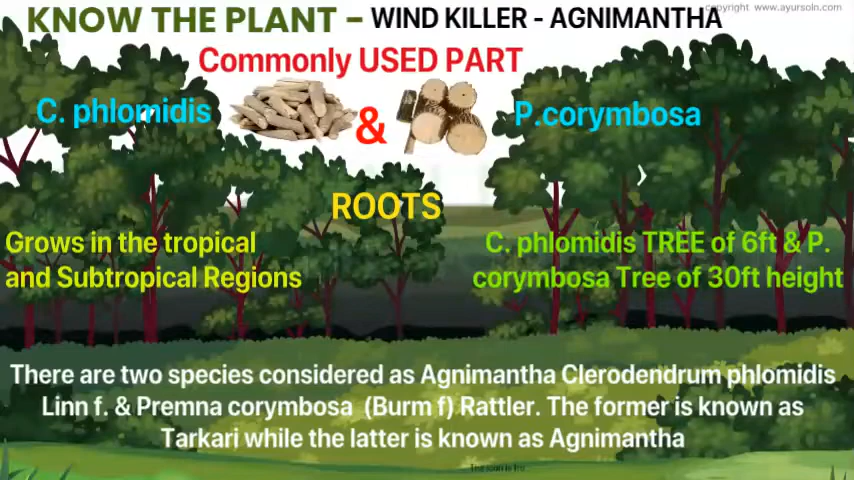 copyright www.ayursoln.com
KNOW THE PLANT – WIND KILLER - AGNIMANTHA
Commonly USED PART
C. phlomidis
&
P.corymbosa
ROOTS
Grows in the tropical
and Subtropical Regions
C. phlomidis TREE of 6ft & P.
corymbosa Tree of 30ft height
There are two species considered as Agnimantha Clerodendrum phlomidis
Linn f. & Premna corymbosa (Burm f) Rattler. The former is known as
Tarkari while the latter is known as Agnimantha